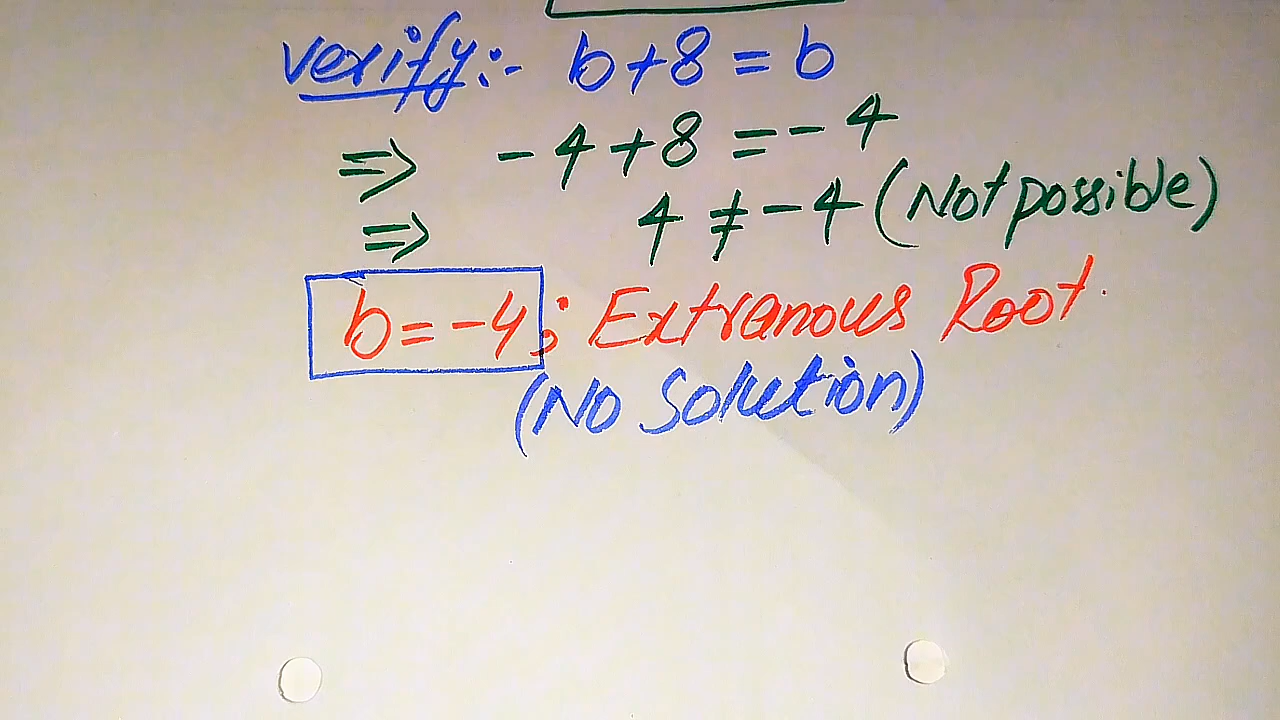 verify:- b+8 = b
=> -4+8 = -4
=> 4 ≠ -4 (Not possible)
b = -4; Extranous Root.
(No Solution)